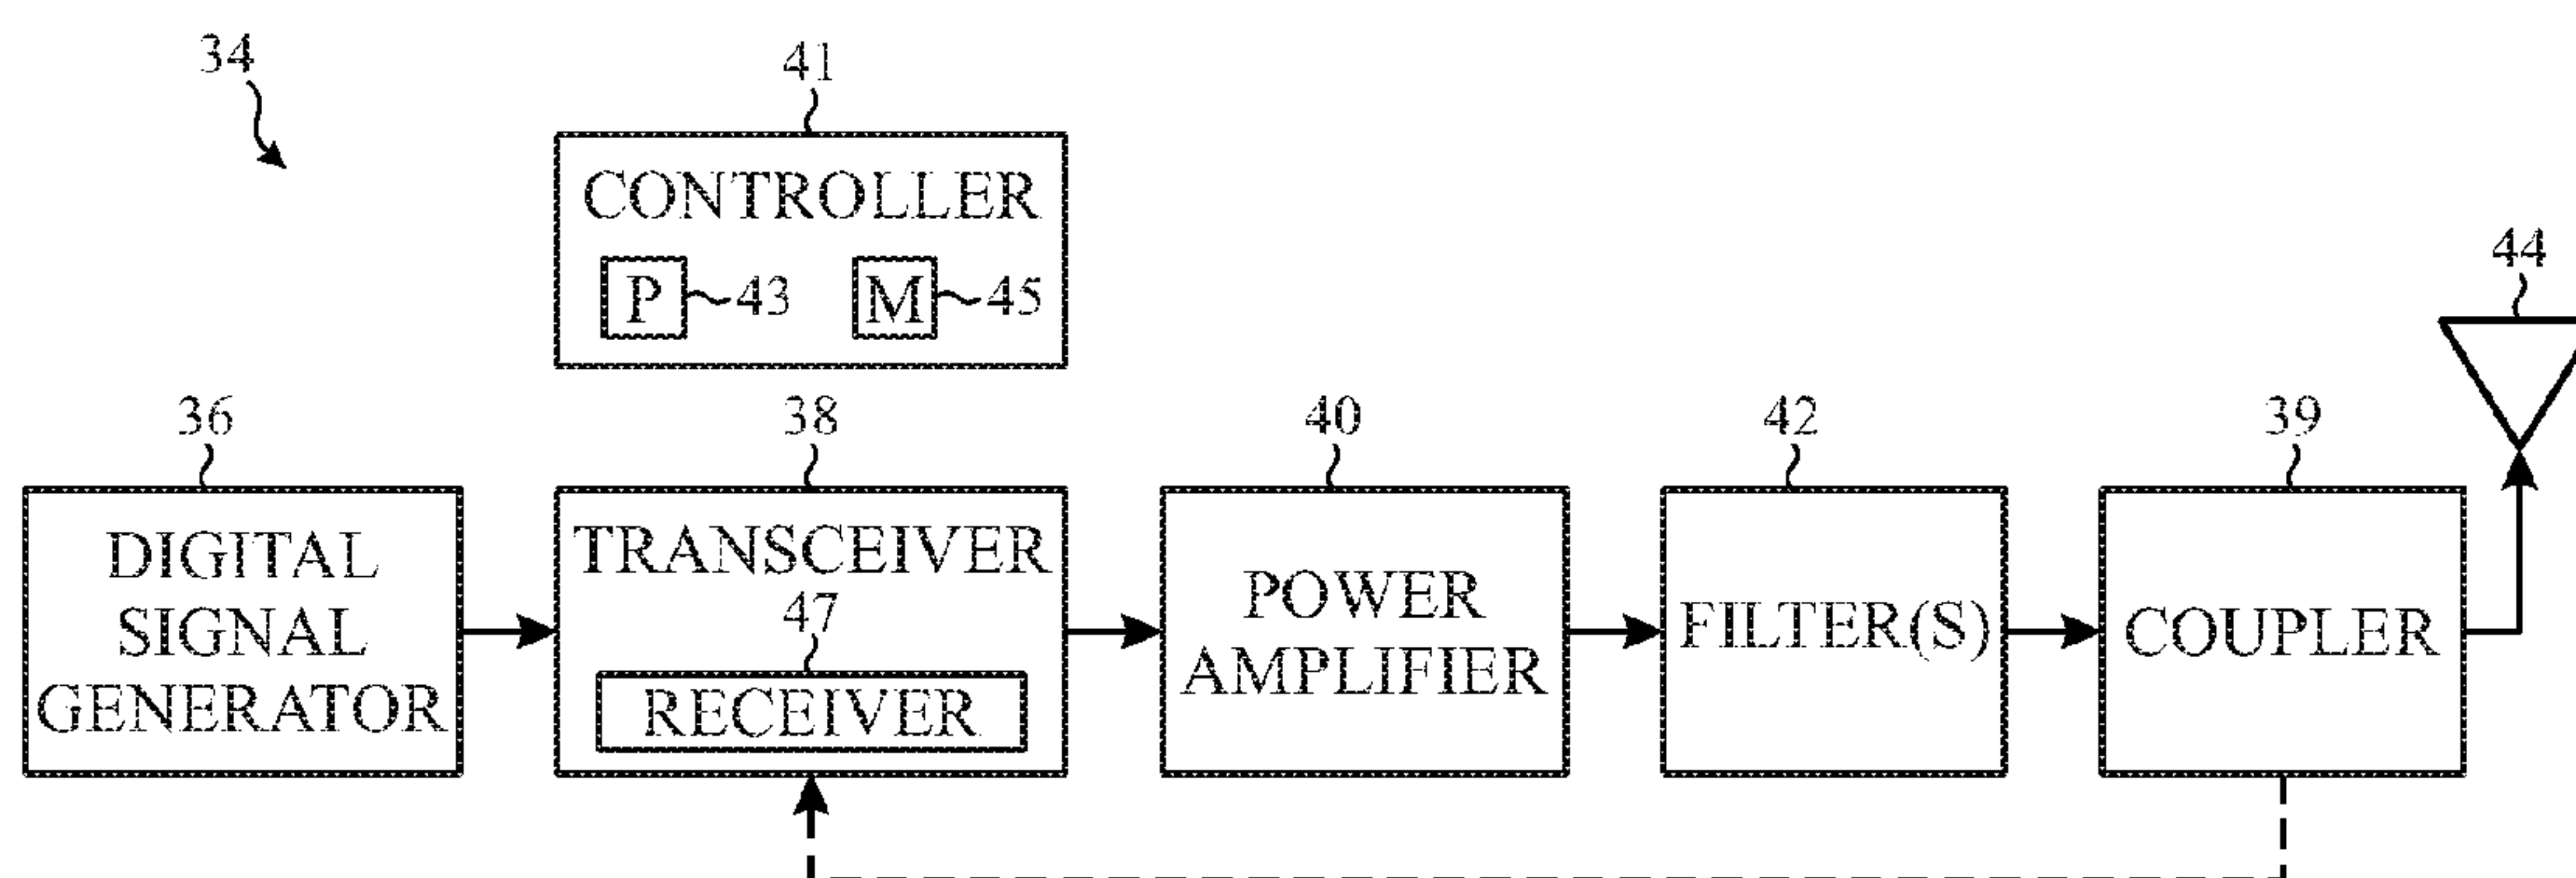 34
41
CONTROLLER
P 43 M 45
44
36
38
40
42
39
DIGITAL
SIGNAL
GENERATOR
TRANSCEIVER
47
RECEIVER
POWER
AMPLIFIER
FILTER(S)
COUPLER